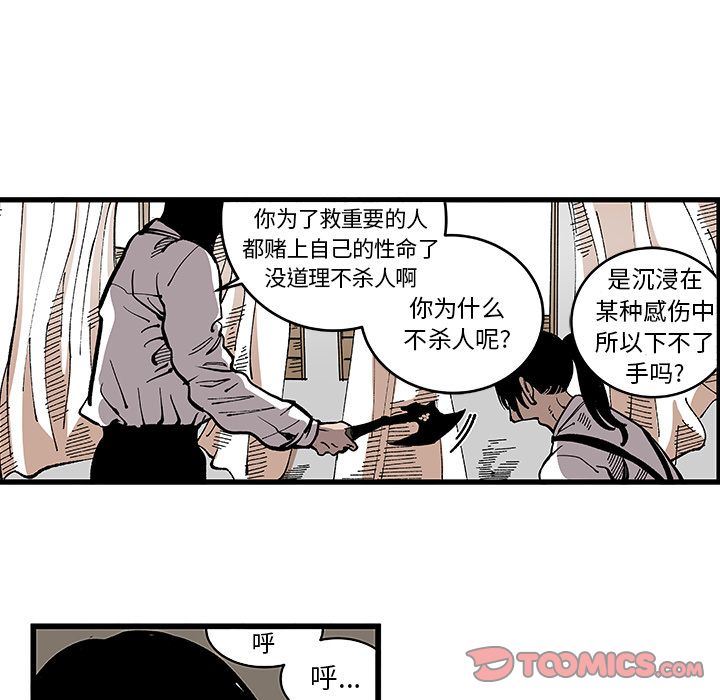 你为了救重要的人
都赌上自己的性命了
没道理不杀人啊
你为什么
不杀人呢?
是沉浸在
某种感伤中
所以下不了
手吗?
呼
呼...
TOOMICS.COM